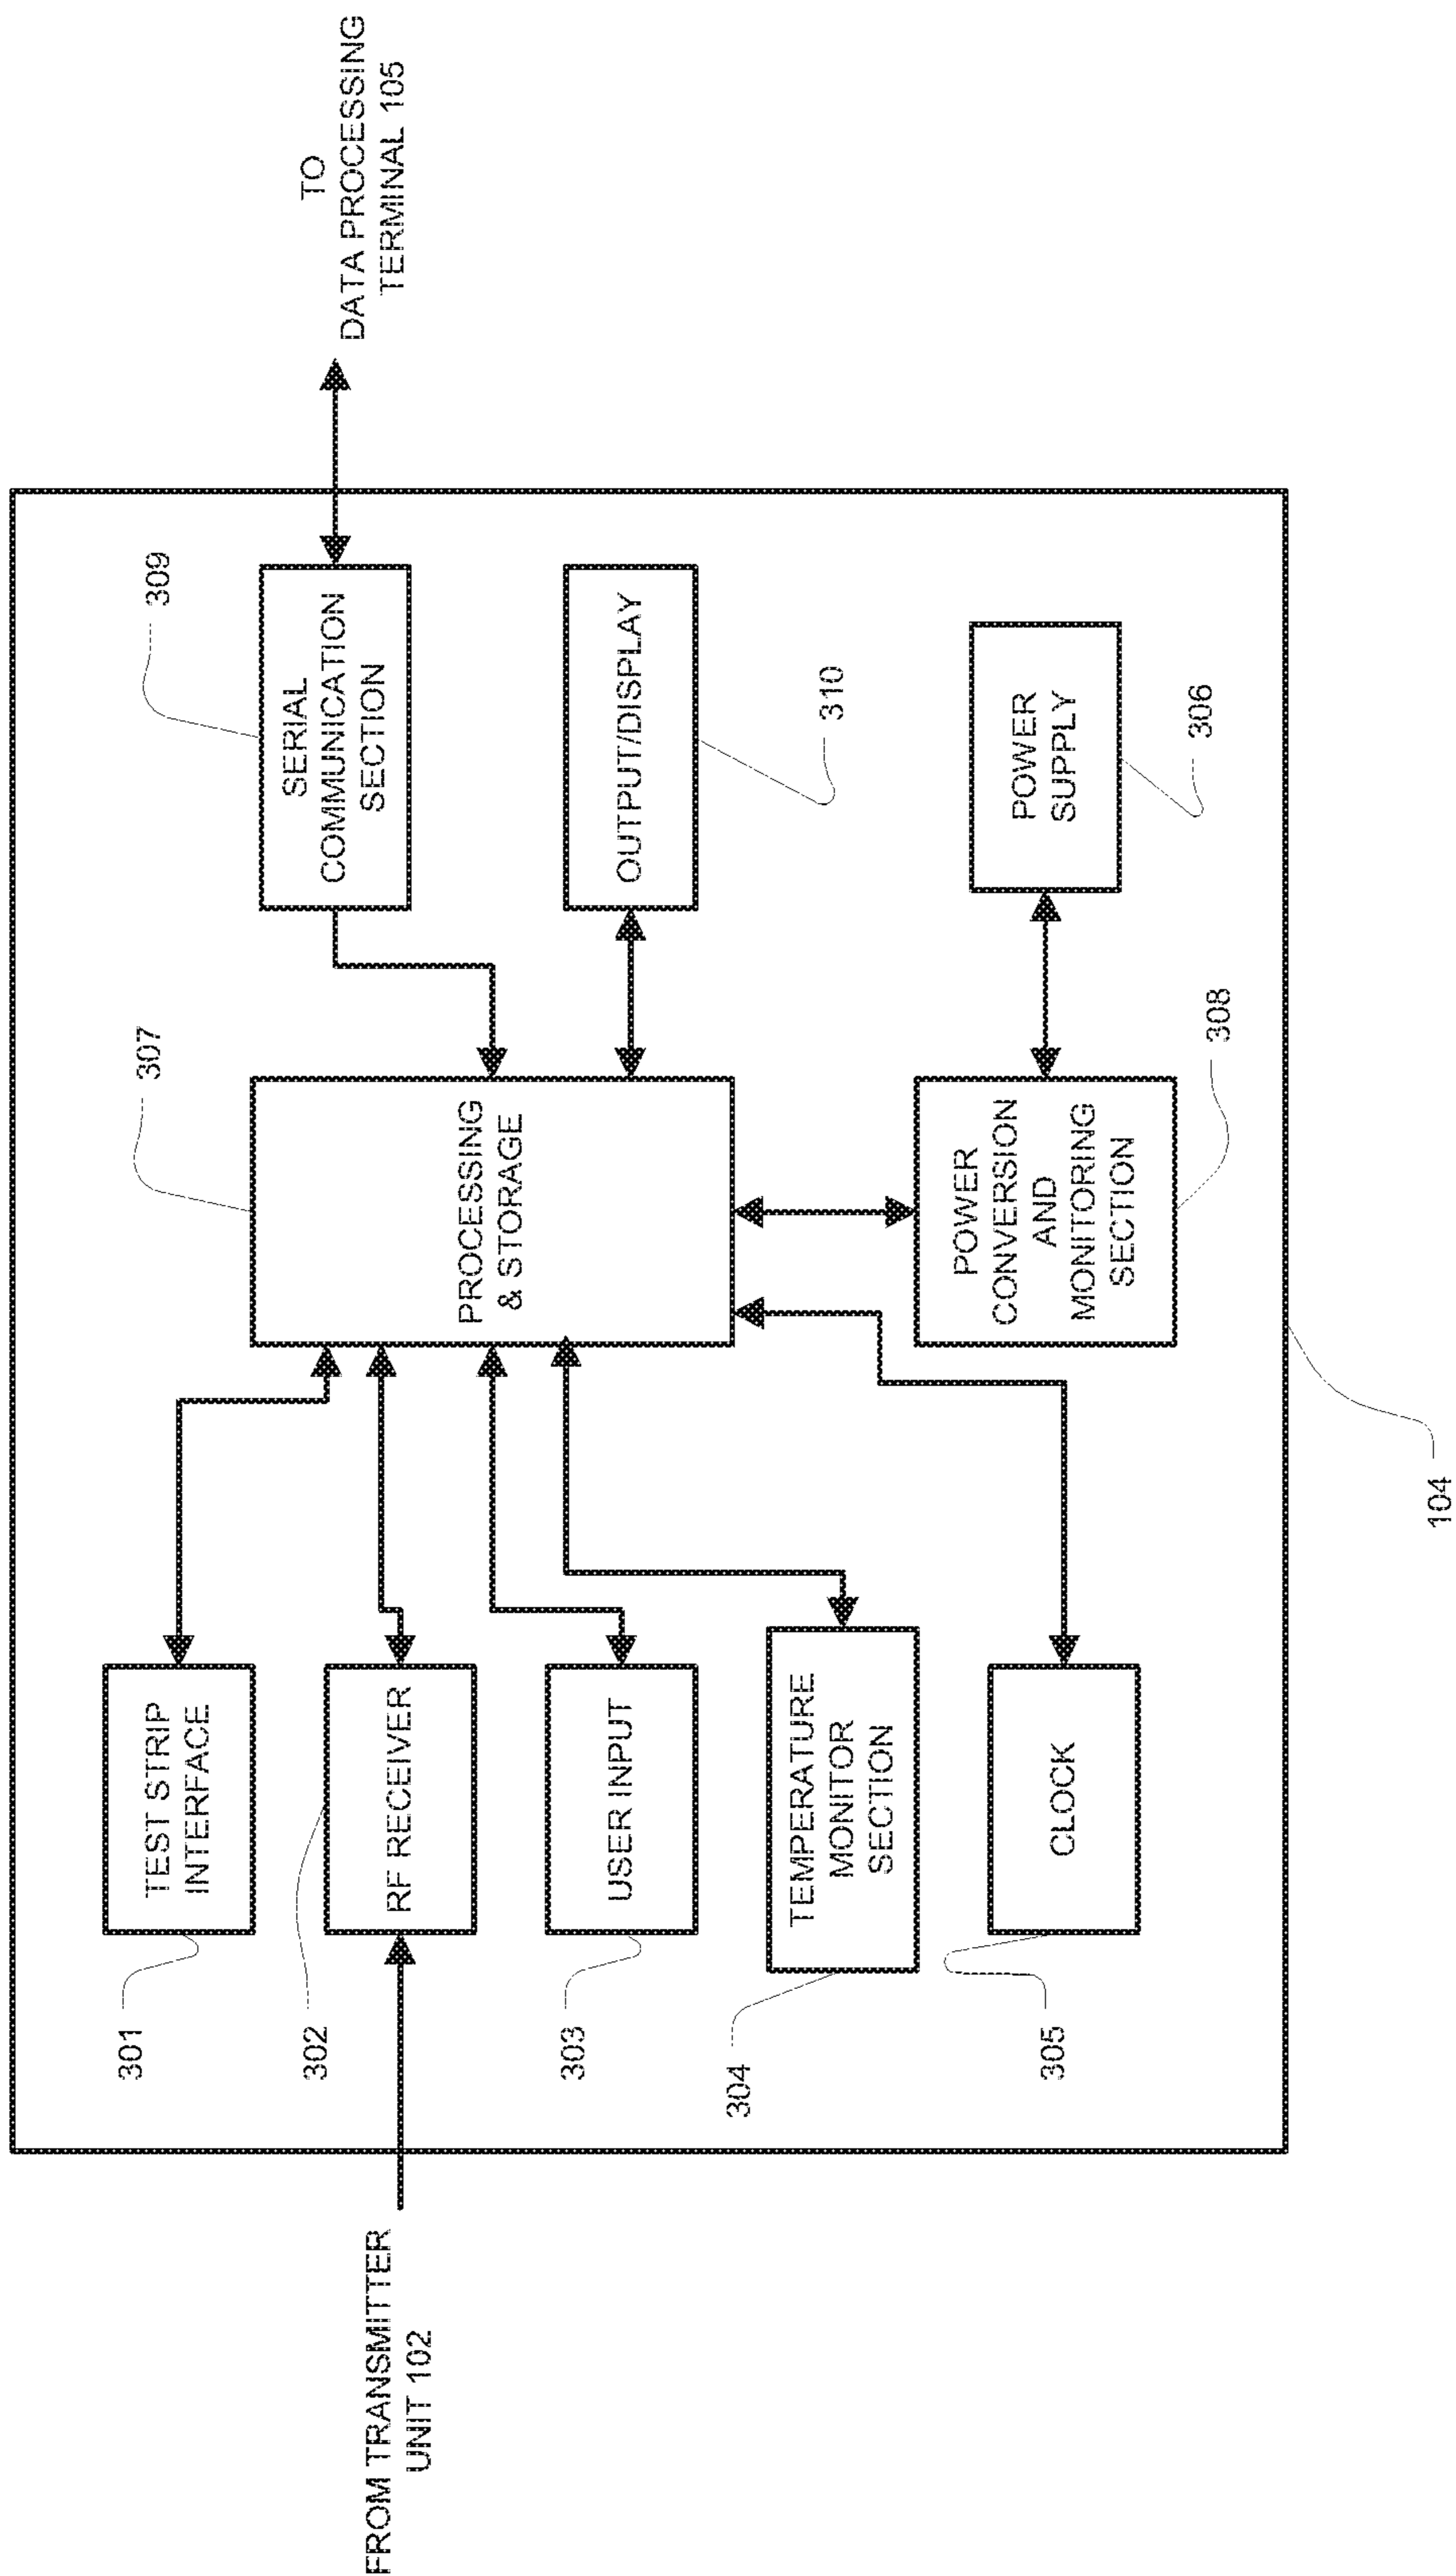 FROM TRANSMITTER
UNIT 102
301
TEST STRIP
INTERFACE
302
RF RECEIVER
303
USER INPUT
304
TEMPERATURE
MONITOR
SECTION
305
CLOCK
307
PROCESSING
& STORAGE
POWER
CONVERSION
AND
MONITORING
SECTION
308
309
SERIAL
COMMUNICATION
SECTION
OUTPUT/DISPLAY
310
POWER
SUPPLY
306
TO
DATA PROCESSING
TERMINAL 105
104